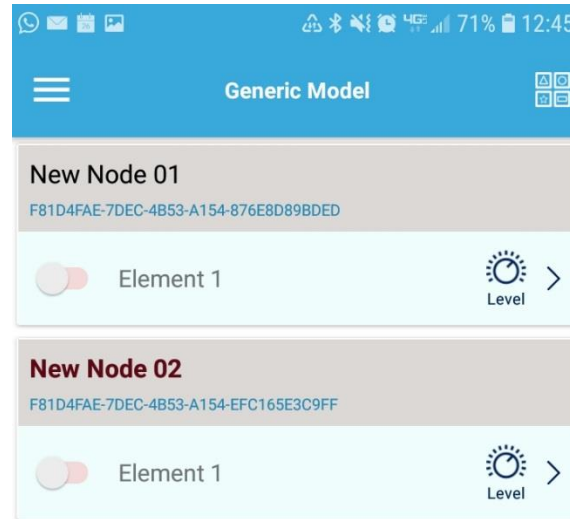 4GE 71% 12:45
Generic Model
New Node 01
F81D4FAE-7DEC-4B53-A154-876E8D89BDED
Element 1
Level
New Node 02
F81D4FAE-7DEC-4B53-A154-EFC165E3C9FF
Element 1
Level